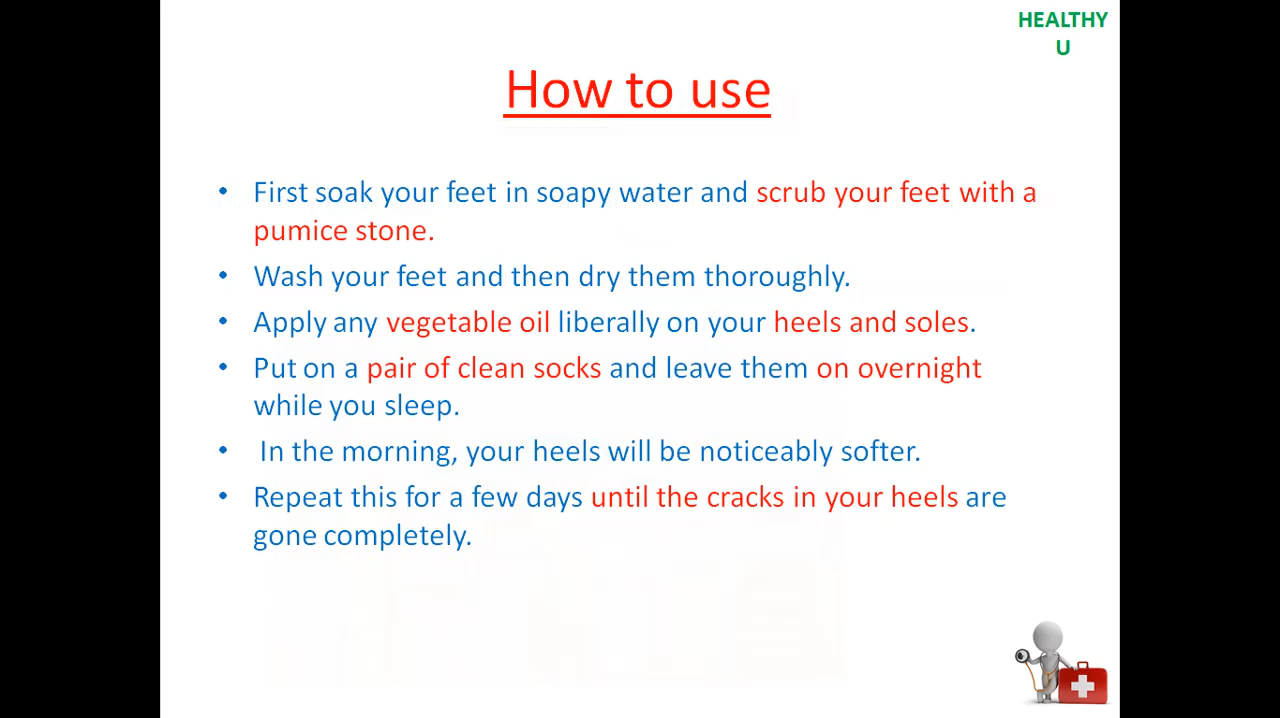 HEALTHY
U
How to use
• First soak your feet in soapy water and scrub your feet with a
pumice stone.
• Wash your feet and then dry them thoroughly.
• Apply any vegetable oil liberally on your heels and soles.
• Put on a pair of clean socks and leave them on overnight
while you sleep.
• In the morning, your heels will be noticeably softer.
• Repeat this for a few days until the cracks in your heels are
gone completely.